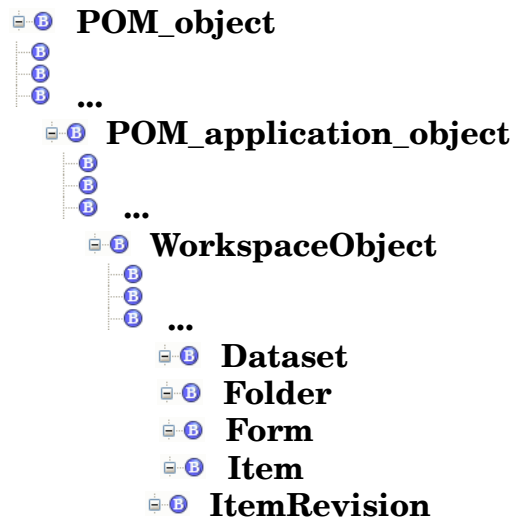 B POM_object
B
B
B ...
B POM_application_object
B
B
B ...
B WorkspaceObject
B
B
B ...
B Dataset
B Folder
B Form
B Item
B ItemRevision